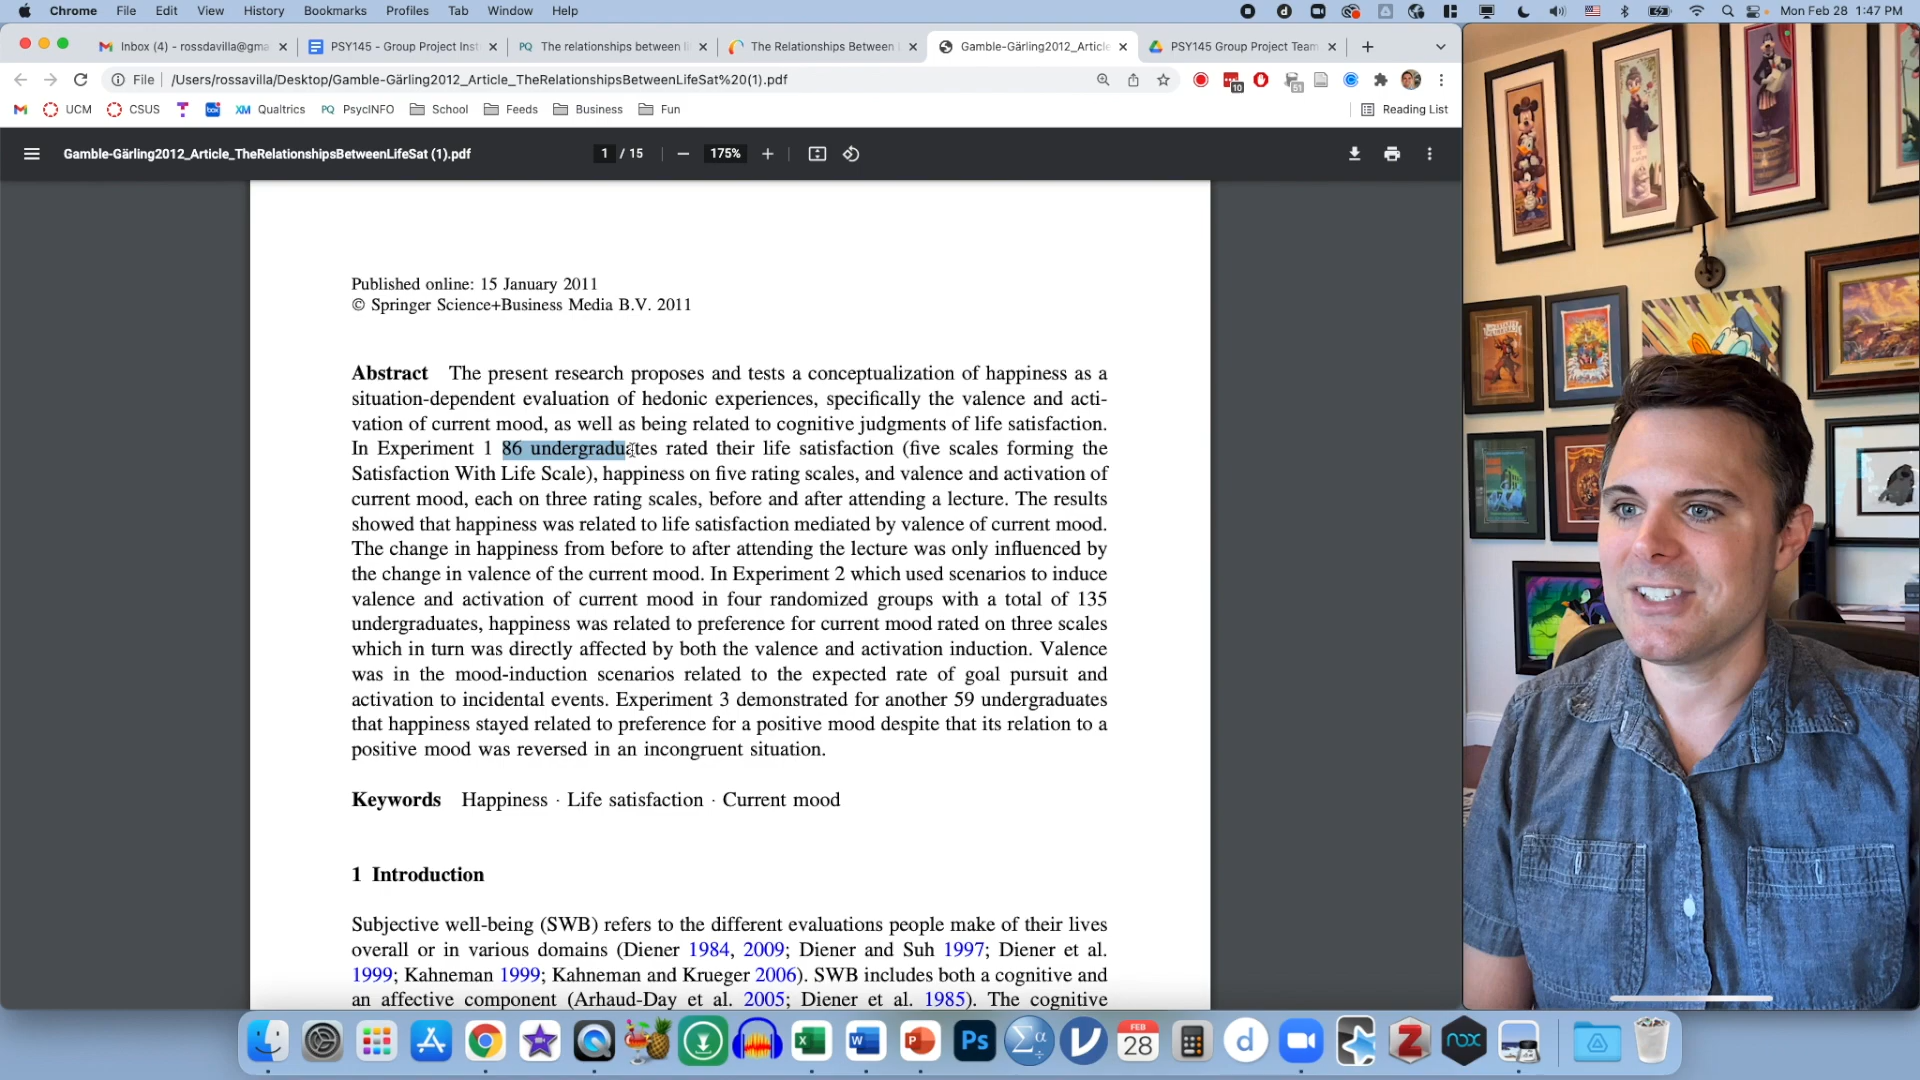 Chrome File Edit View History Bookmarks Profiles Tab Window Help Mon Feb 28 1:47 PM
Inbox (4) - rossdavilla@gma PSY145 - Group Project Inst The relationships between li The Relationships Between L Gamble-Gärling2012_Article PSY145 Group Project Team
File /Users/rossavilla/Desktop/Gamble-Gärling2012_Article_TheRelationshipsBetweenLifeSat%20(1).pdf
UCM CSUS Qualtrics PsycINFO School Feeds Business Fun Reading List
Gamble-Gärling2012_Article_TheRelationshipsBetweenLifeSat (1).pdf 1 / 15 175%
Published online: 15 January 2011
© Springer Science+Business Media B.V. 2011
Abstract The present research proposes and tests a conceptualization of happiness as a
situation-dependent evaluation of hedonic experiences, specifically the valence and acti-
vation of current mood, as well as being related to cognitive judgments of life satisfaction.
In Experiment 1 86 undergraduates rated their life satisfaction (five scales forming the
Satisfaction With Life Scale), happiness on five rating scales, and valence and activation of
current mood, each on three rating scales, before and after attending a lecture. The results
showed that happiness was related to life satisfaction mediated by valence of current mood.
The change in happiness from before to after attending the lecture was only influenced by
the change in valence of the current mood. In Experiment 2 which used scenarios to induce
valence and activation of current mood in four randomized groups with a total of 135
undergraduates, happiness was related to preference for current mood rated on three scales
which in turn was directly affected by both the valence and activation induction. Valence
was in the mood-induction scenarios related to the expected rate of goal pursuit and
activation to incidental events. Experiment 3 demonstrated for another 59 undergraduates
that happiness stayed related to preference for a positive mood despite that its relation to a
positive mood was reversed in an incongruent situation.
Keywords Happiness · Life satisfaction · Current mood
1 Introduction
Subjective well-being (SWB) refers to the different evaluations people make of their lives
overall or in various domains (Diener 1984, 2009; Diener and Suh 1997; Diener et al.
1999; Kahneman 1999; Kahneman and Krueger 2006). SWB includes both a cognitive and
an affective component (Arhaud-Day et al. 2005; Diener et al. 1985). The cognitive
Ps
FEB
28
d
Z
nox